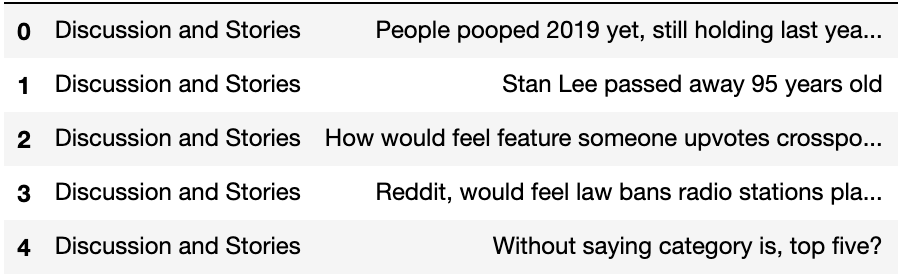 0 Discussion and Stories People pooped 2019 yet, still holding last yea...
1 Discussion and Stories Stan Lee passed away 95 years old
2 Discussion and Stories How would feel feature someone upvotes crosspo...
3 Discussion and Stories Reddit, would feel law bans radio stations pla...
4 Discussion and Stories Without saying category is, top five?